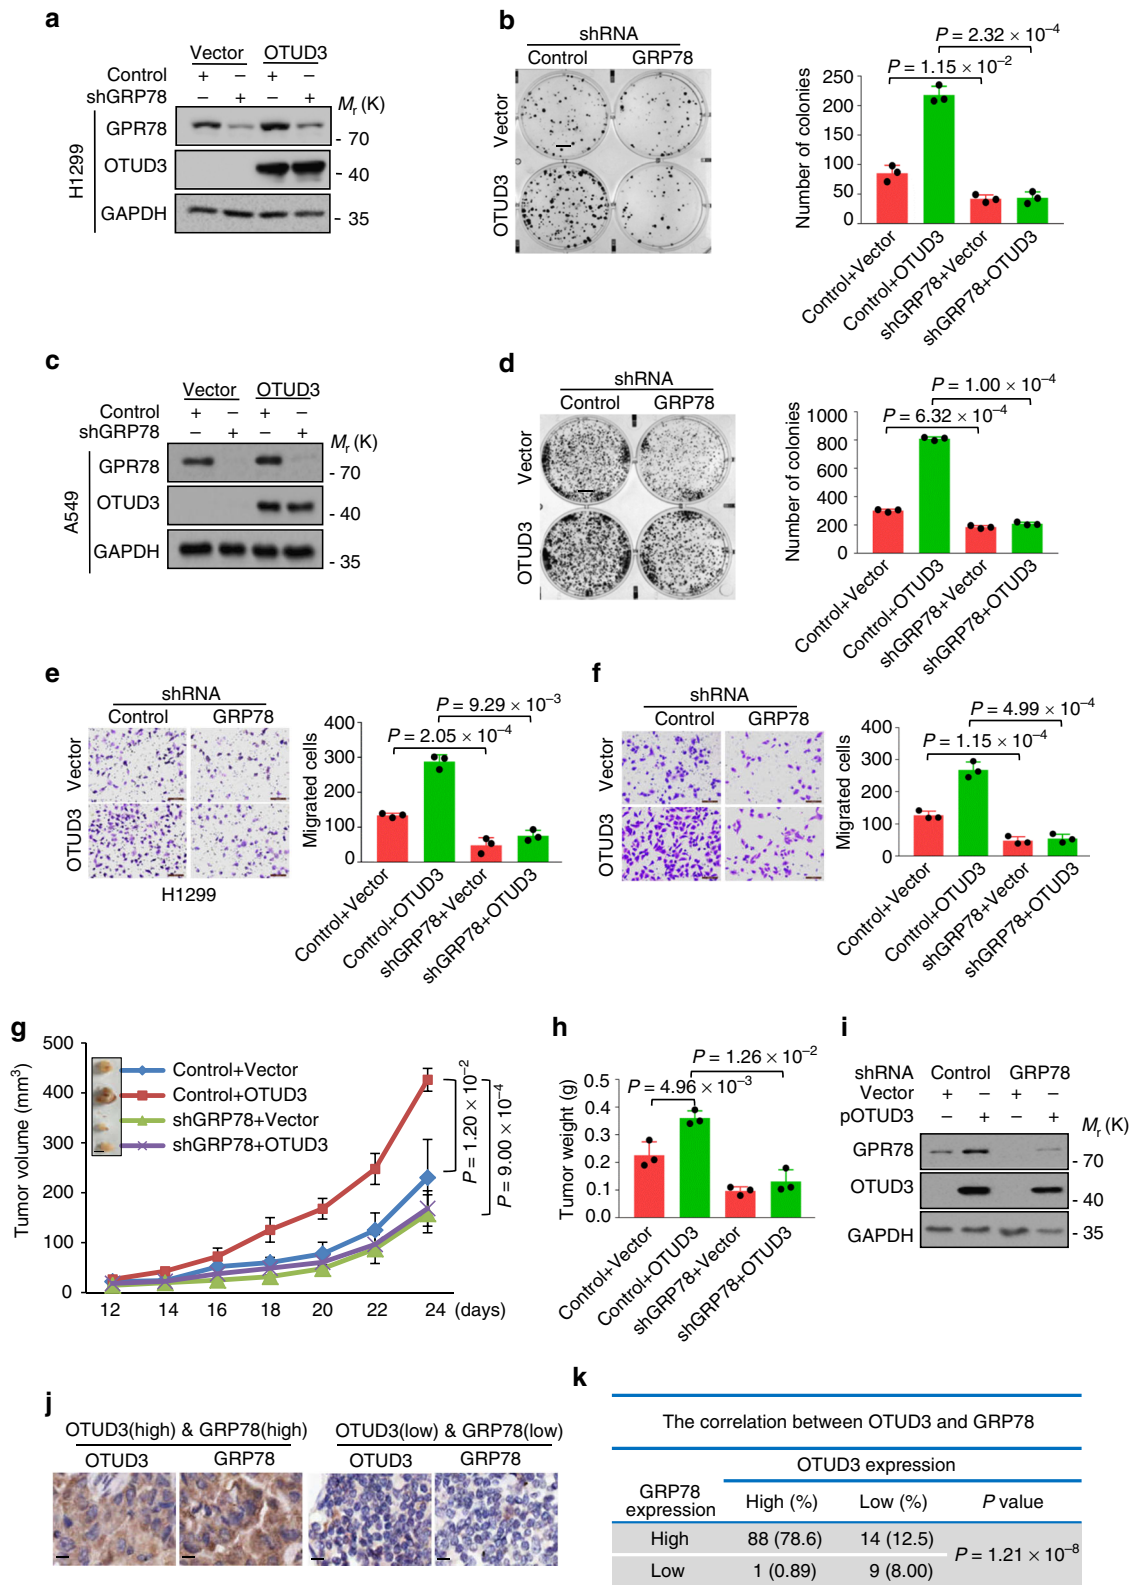 a
Vector OTUD3
Control + – + –
shGRP78 – + – +
Mr (K)
GPR78
- 70
OTUD3
- 40
GAPDH
- 35
H1299
b
shRNA
Control GRP78
Vector
OTUD3
P = 2.32 × 10⁻⁴
P = 1.15 × 10⁻²
Number of colonies
250
200
150
100
50
0
Control+Vector
Control+OTUD3
shGRP78+Vector
shGRP78+OTUD3
c
Vector OTUD3
Control + – + –
shGRP78 – + – +
Mr (K)
GPR78
- 70
OTUD3
- 40
GAPDH
- 35
A549
d
shRNA
Control GRP78
Vector
OTUD3
P = 1.00 × 10⁻⁴
P = 6.32 × 10⁻⁴
Number of colonies
1000
800
600
400
200
0
Control+Vector
Control+OTUD3
shGRP78+Vector
shGRP78+OTUD3
e
shRNA
Control GRP78
Vector
OTUD3
H1299
P = 9.29 × 10⁻³
P = 2.05 × 10⁻⁴
Migrated cells
400
300
200
100
0
Control+Vector
Control+OTUD3
shGRP78+Vector
shGRP78+OTUD3
f
shRNA
Control GRP78
Vector
OTUD3
P = 4.99 × 10⁻⁴
P = 1.15 × 10⁻⁴
Migrated cells
400
300
200
100
0
Control+Vector
Control+OTUD3
shGRP78+Vector
shGRP78+OTUD3
g
Tumor volume (mm³)
500
400
300
200
100
0
12 14 16 18 20 22 24 (days)
Control+Vector
Control+OTUD3
shGRP78+Vector
shGRP78+OTUD3
P = 1.20 × 10⁻²
P = 9.00 × 10⁻⁴
h
P = 1.26 × 10⁻²
P = 4.96 × 10⁻³
Tumor weight (g)
0.5
0.4
0.3
0.2
0.1
0.0
Control+Vector
Control+OTUD3
shGRP78+Vector
shGRP78+OTUD3
i
shRNA Control GRP78
Vector + – + –
pOTUD3 – + – +
Mr (K)
GPR78
- 70
OTUD3
- 40
GAPDH
- 35
j
OTUD3(high) & GRP78(high)
OTUD3 GRP78
OTUD3(low) & GRP78(low)
OTUD3 GRP78
k
The correlation between OTUD3 and GRP78
OTUD3 expression
GRP78 expression
High (%) Low (%) P value
High 88 (78.6) 14 (12.5)
P = 1.21 × 10⁻⁸
Low 1 (0.89) 9 (8.00)